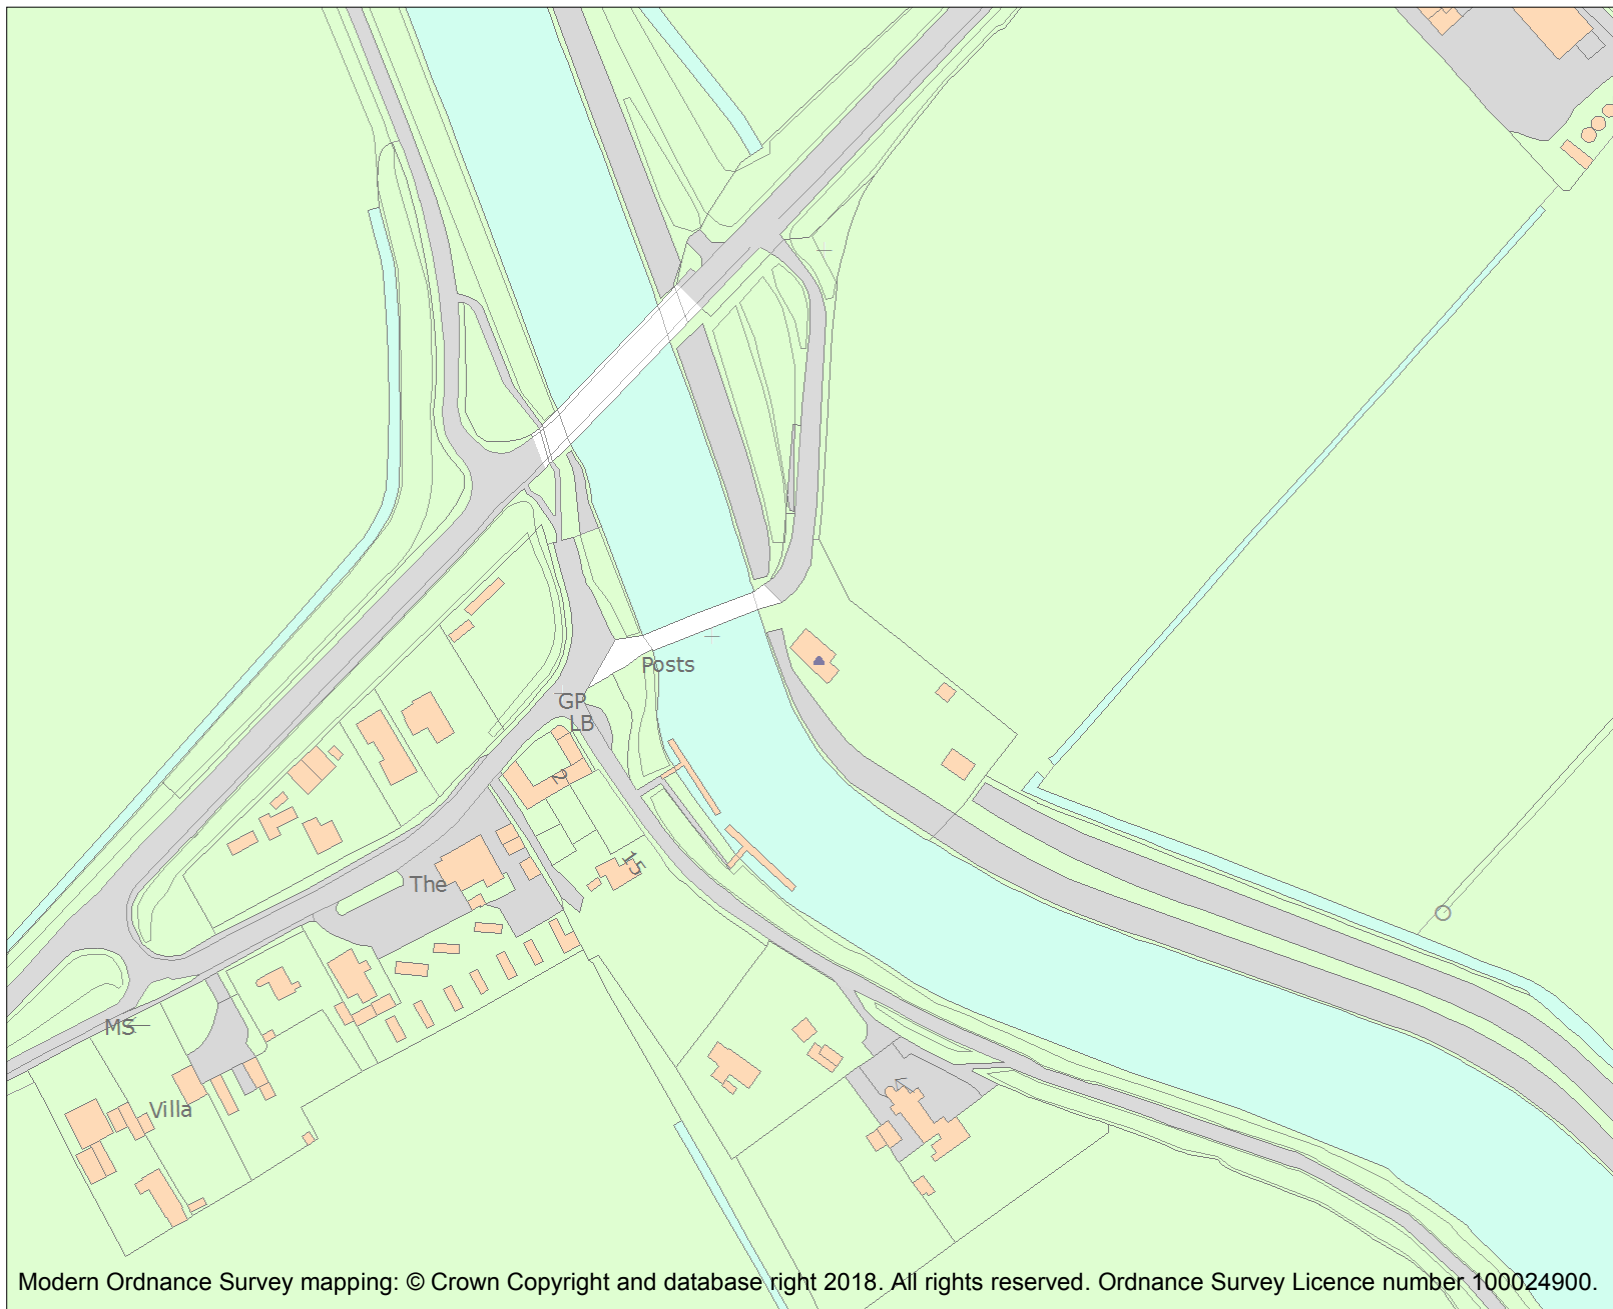 Posts
GP
LB
2
15
The
MS
Villa
Modern Ordnance Survey mapping: © Crown Copyright and database right 2018. All rights reserved. Ordnance Survey Licence number 100024900.